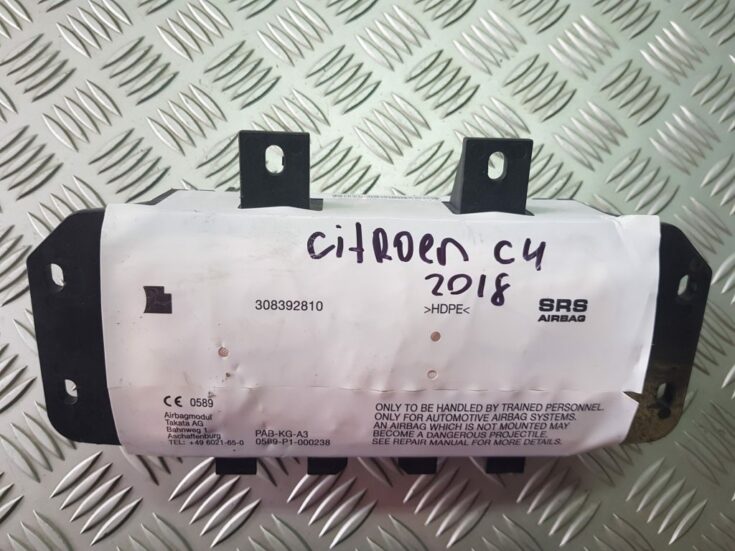 CitRoen C4
2018
308392810
>HDPE<
SRS
AIRBAG
CE 0589
Airbagmodul
Takata AG
Bahnweg 1
Aschaffenburg
TEL: +49 6021-65-0
PAB-KG-A3
0589-P1-000238
ONLY TO BE HANDLED BY TRAINED PERSONNEL.
ONLY FOR AUTOMOTIVE AIRBAG SYSTEMS.
AN AIRBAG WHICH IS NOT MOUNTED MAY
BECOME A DANGEROUS PROJECTILE.
SEE REPAIR MANUAL FOR MORE DETAILS.